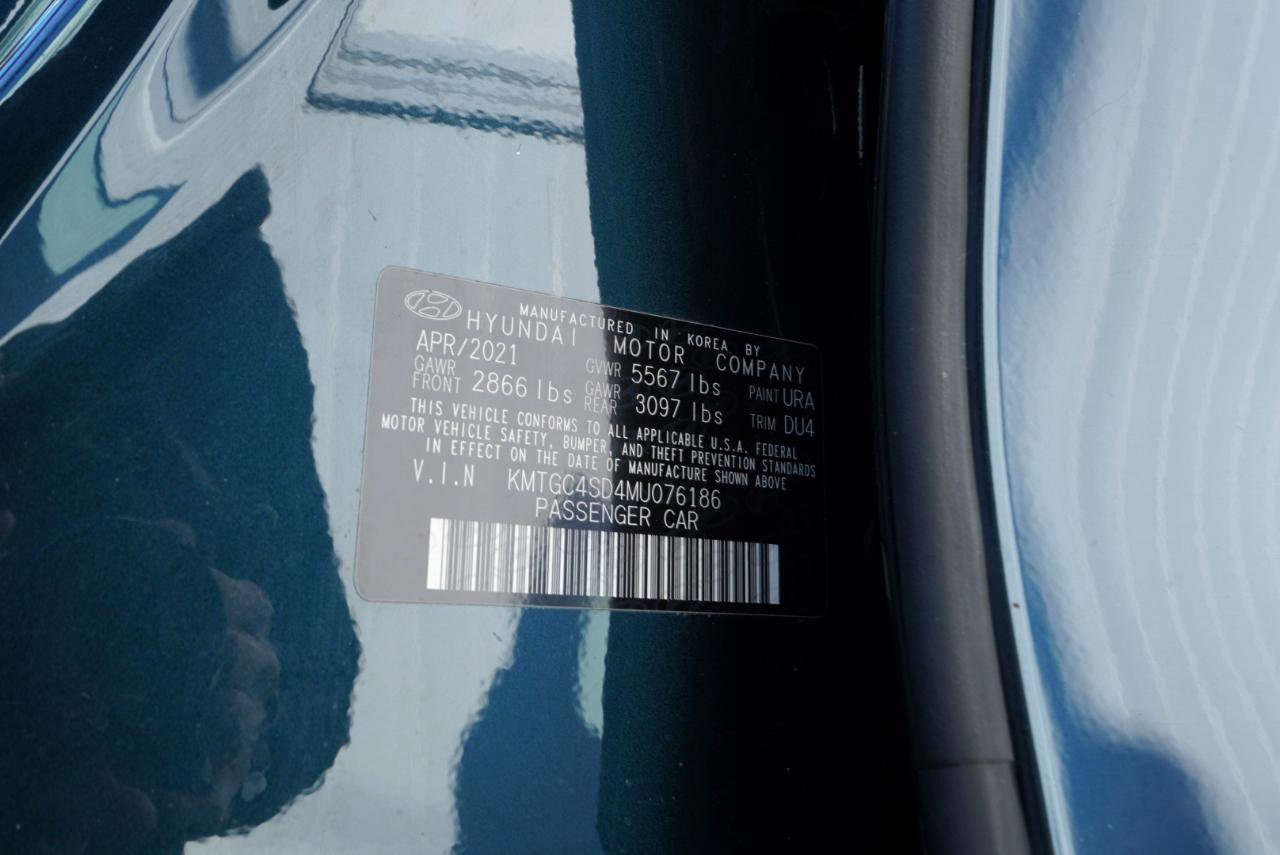 MANUFACTURED IN KOREA BY
HYUNDAI MOTOR COMPANY
APR/2021 GVWR 5567 lbs PAINT URA
GAWR FRONT 2866 lbs GAWR REAR 3097 lbs TRIM DU4
THIS VEHICLE CONFORMS TO ALL APPLICABLE U.S.A. FEDERAL
MOTOR VEHICLE SAFETY, BUMPER, AND THEFT PREVENTION STANDARDS
IN EFFECT ON THE DATE OF MANUFACTURE SHOWN ABOVE
V.I.N KMTGC4SD4MU076186
PASSENGER CAR